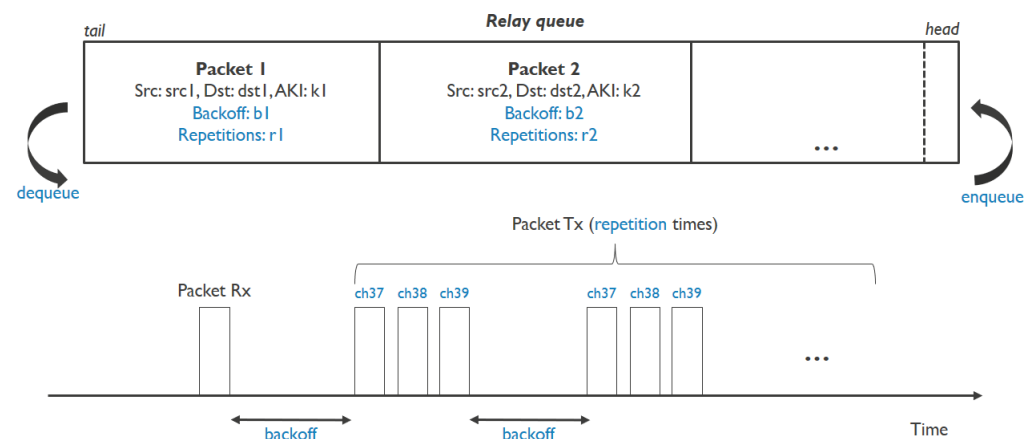 Relay queue
tail
head
Packet 1
Src: src1, Dst: dst1, AKI: k1
Backoff: b1
Repetitions: r1
Packet 2
Src: src2, Dst: dst2, AKI: k2
Backoff: b2
Repetitions: r2
...
dequeue
enqueue
Packet Tx (repetition times)
Packet Rx
ch37
ch38
ch39
ch37
ch38
ch39
...
backoff
backoff
Time